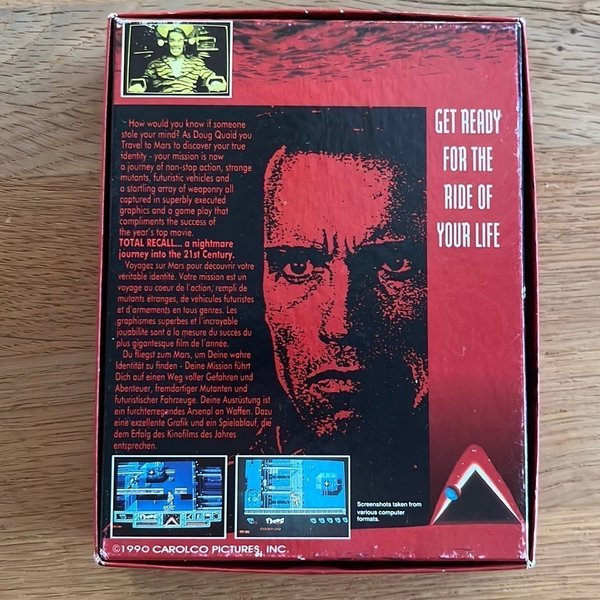 - How would you know if someone
stole your mind? As Doug Quaid you
Travel to Mars to discover your true
identity - your mission is now
a journey of non-stop action, strange
mutants, futuristic vehicles and
a startling array of weaponry all
captured in superbly executed
graphics and a game play that
compliments the success of
the year's top movie.
TOTAL RECALL... a nightmare
journey into the 21st Century.
Voyagez sur Mars pour découvrir votre
véritable identité. Votre mission est un
voyage au coeur de l'action, rempli de
mutants étranges, de véhicules futuristes
et d'armements en tous genres. Les
graphismes superbes et l'incroyable
jouabilité sont à la mesure du succès du
plus gigantesque film de l'année.
Du fliegst zum Mars, um Deine wahre
Identität zu finden - Deine Mission führt
Dich auf einen Weg voller Gefahren und
Abenteuer, fremdartiger Mutanten und
futuristischer Fahrzeuge. Deine Ausrüstung ist
ein furchterregendes Arsenal an Waffen. Dazu
eine exzellente Grafik und ein Spielablauf, die
dem Erfolg des Kinofilms des Jahres
entsprechen.
GET READY
FOR THE
RIDE OF
YOUR LIFE
Screenshots taken from
various computer
formats.
©1990 CAROLCO PICTURES, INC.